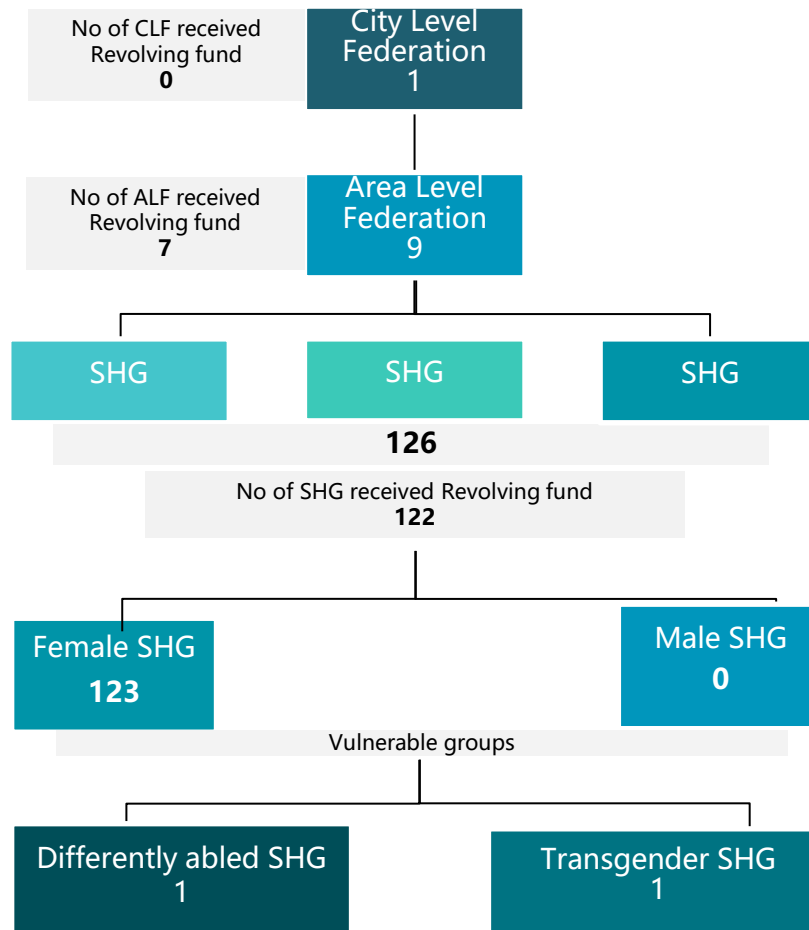 No of CLF received
Revolving fund
0
City Level
Federation
1
No of ALF received
Revolving fund
7
Area Level
Federation
9
SHG
SHG
SHG
126
No of SHG received Revolving fund
122
Female SHG
123
Male SHG
0
Vulnerable groups
Differently abled SHG
1
Transgender SHG
1